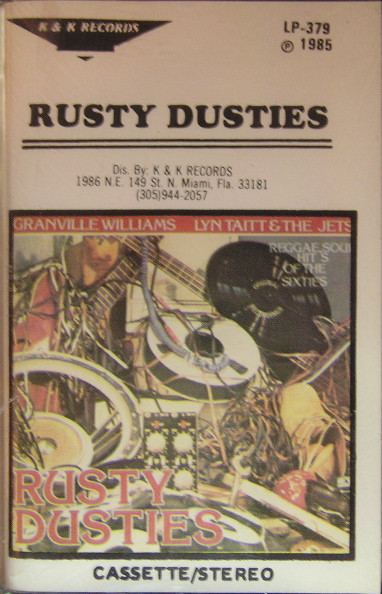 K & K RECORDS
LP-379
℗ 1985
RUSTY DUSTIES
Dis. By: K & K RECORDS
1986 N.E. 149 St. N. Miami, Fla. 33181
(305)944-2057
GRANVILLE WILLIAMS LYN TAITT & THE JETS
REGGAE, SOUL
HIT'S
OF THE
SIXTIES
RUSTY
DUSTIES
CASSETTE/STEREO